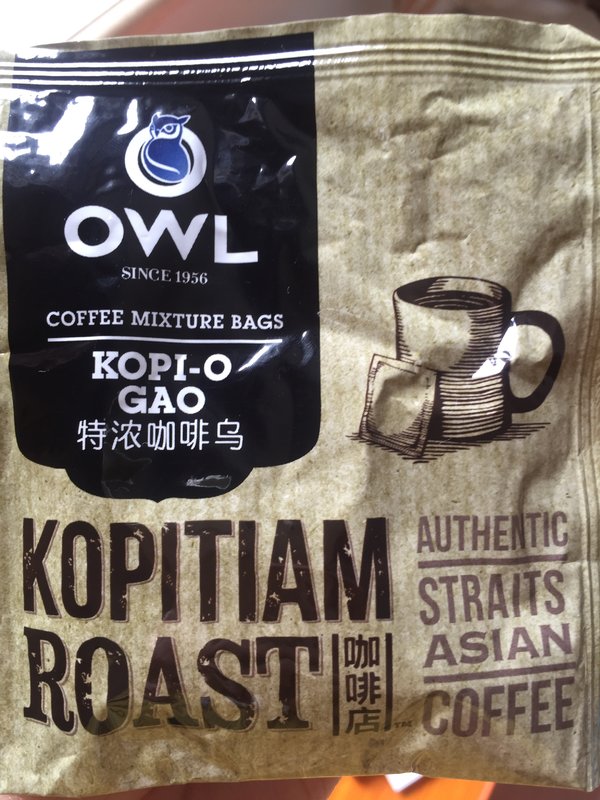 OWL
SINCE 1956
COFFEE MIXTURE BAGS
KOPI-O
GAO
特浓咖啡乌
KOPITIAM
ROAST
咖啡店
TM
AUTHENTIC
STRAITS
ASIAN
COFFEE